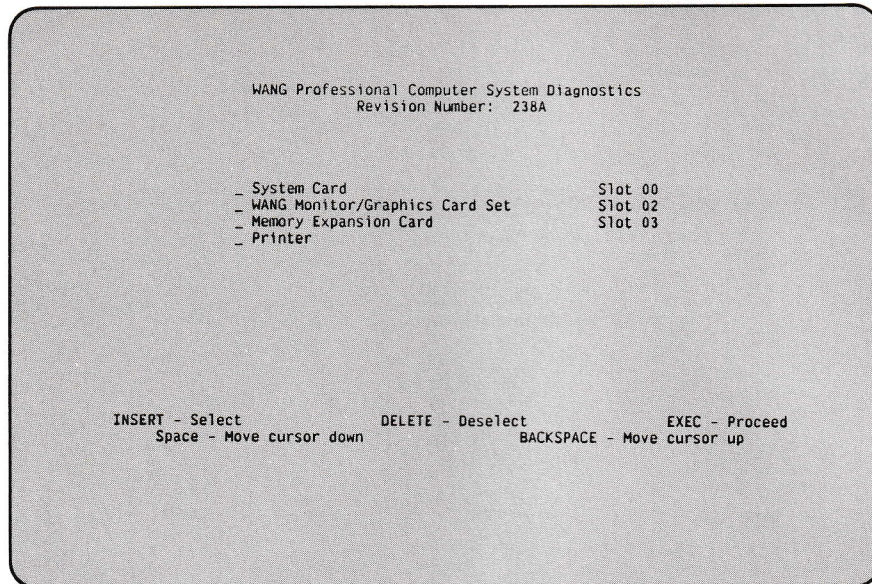 WANG Professional Computer System Diagnostics
Revision Number: 238A
_ System Card Slot 00
_ WANG Monitor/Graphics Card Set Slot 02
_ Memory Expansion Card Slot 03
_ Printer
INSERT - Select DELETE - Deselect EXEC - Proceed
Space - Move cursor down BACKSPACE - Move cursor up